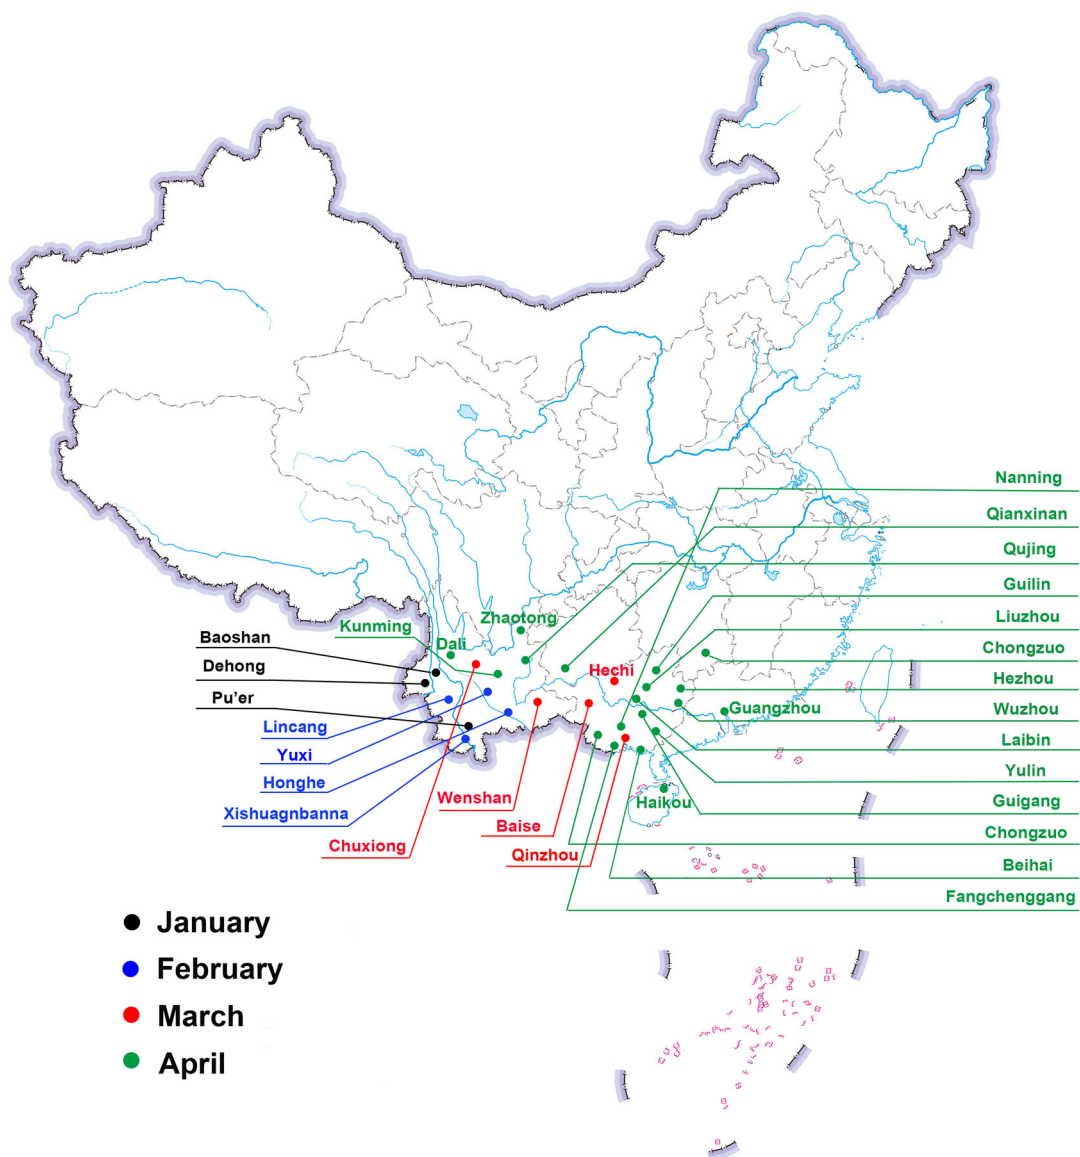 Nanning
Qianxinan
Qujing
Guilin
Liuzhou
Chongzuo
Hezhou
Wuzhou
Laibin
Yulin
Guigang
Chongzuo
Beihai
Fangchenggang
Zhaotong
Kunming
Dali
Baoshan
Dehong
Pu'er
Hechi
Guangzhou
Lincang
Yuxi
Honghe
Xishuagnbanna
Chuxiong
Wenshan
Baise
Qinzhou
Haikou
January
February
March
April